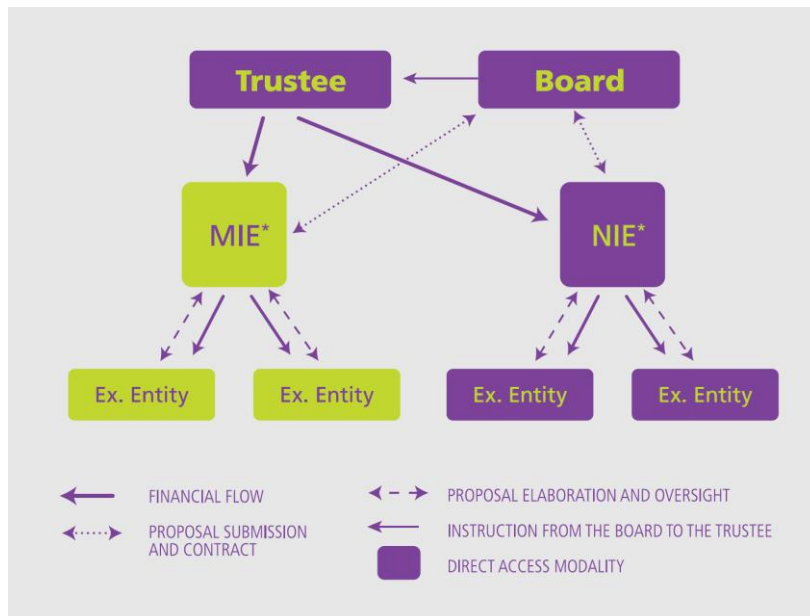 Trustee
Board
MIE*
NIE*
Ex. Entity
Ex. Entity
Ex. Entity
Ex. Entity
FINANCIAL FLOW
PROPOSAL SUBMISSION
AND CONTRACT
PROPOSAL ELABORATION AND OVERSIGHT
INSTRUCTION FROM THE BOARD TO THE TRUSTEE
DIRECT ACCESS MODALITY